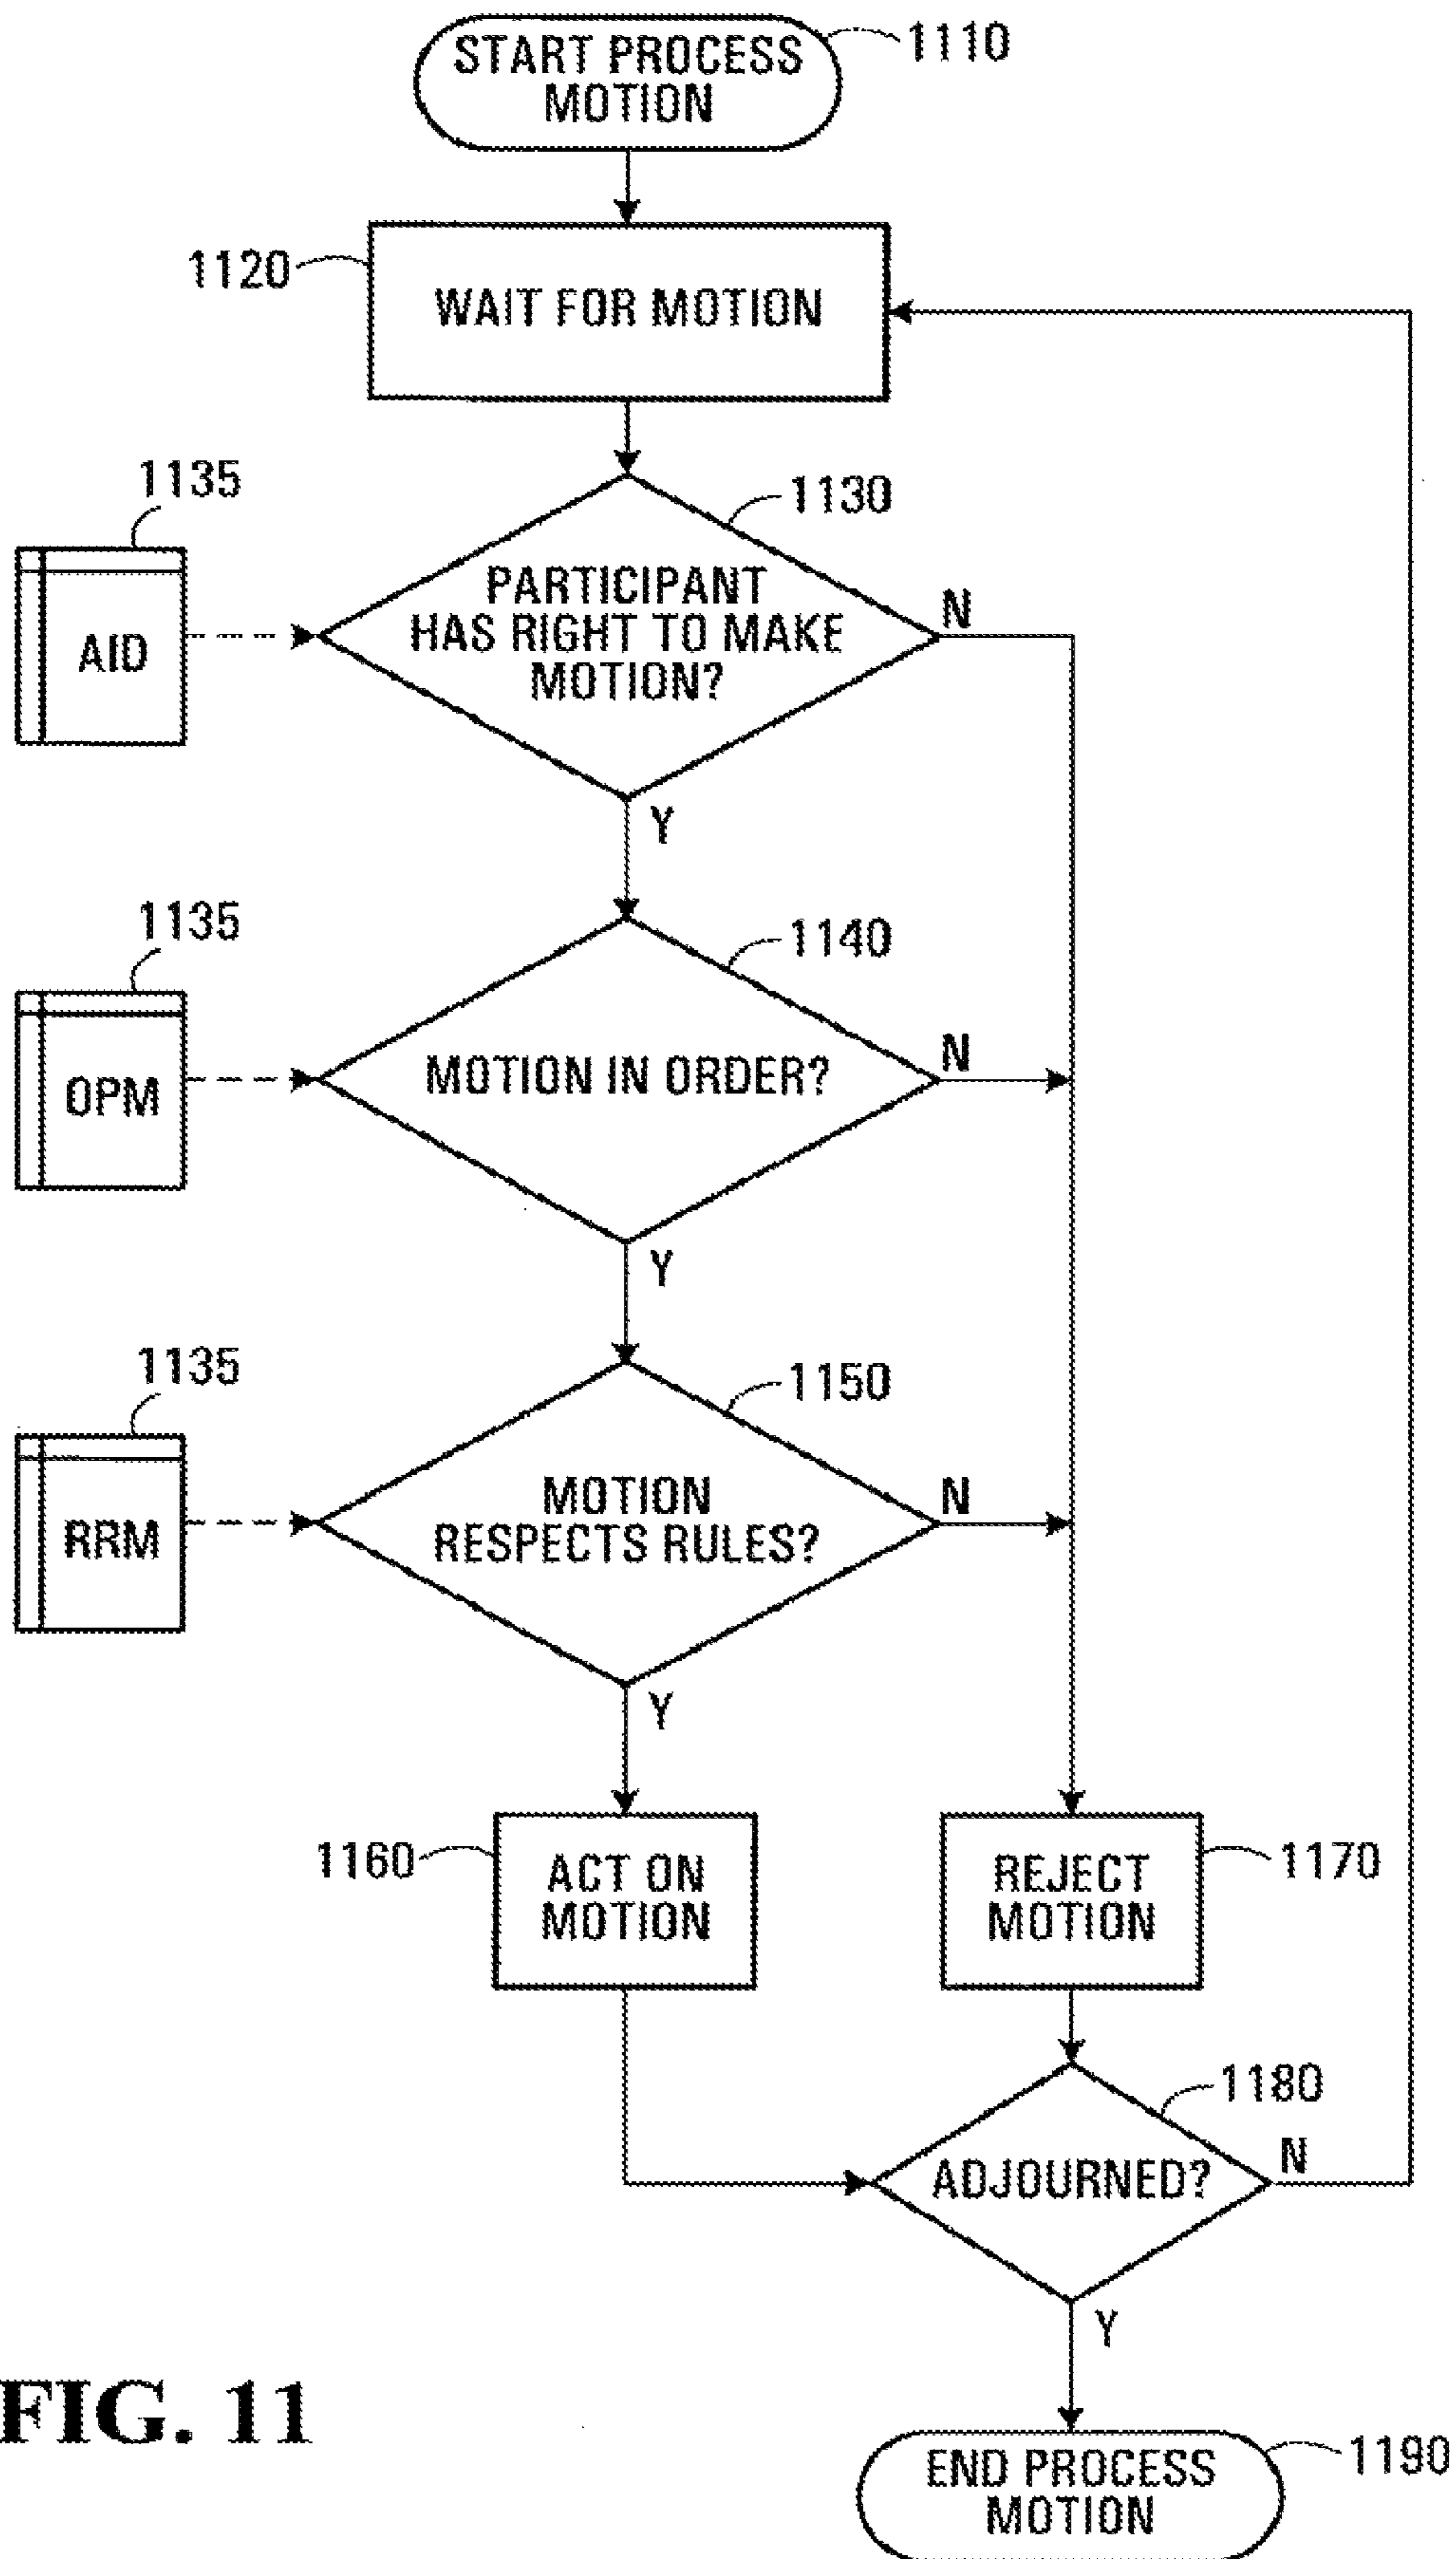 START PROCESS
MOTION
1110
1120
WAIT FOR MOTION
1135
AID
1130
PARTICIPANT
HAS RIGHT TO MAKE
MOTION?
N
Y
1135
OPM
1140
MOTION IN ORDER?
N
Y
1135
RRM
1150
MOTION
RESPECTS RULES?
N
Y
1160
ACT ON
MOTION
REJECT
MOTION
1170
1180
ADJOURNED?
N
Y
FIG. 11
END PROCESS
MOTION
1190